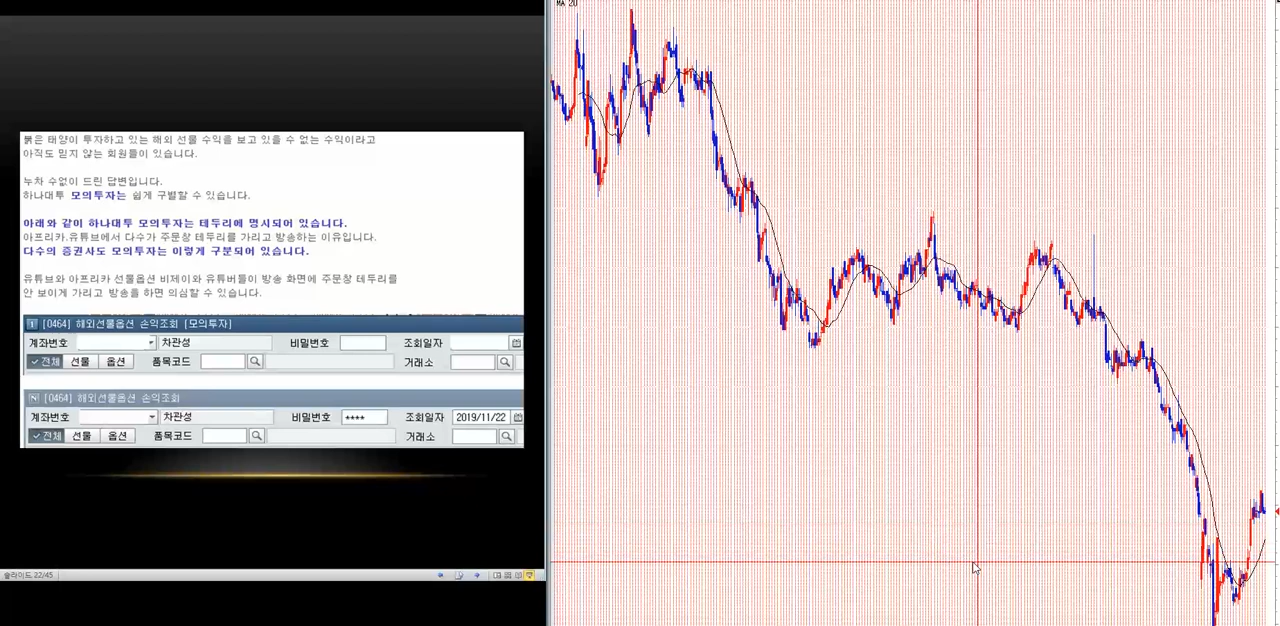 MA 20
붉은 태양이 투자하고 있는 해외 선물 수익을 보고 있을 수 없는 수익이라고
아직도 믿지 않는 회원들이 있습니다.
누차 수없이 드린 답변입니다.
하나대투 모의투자는 쉽게 구별할 수 있습니다.
아래와 같이 하나대투 모의투자는 테두리에 명시되어 있습니다.
아프리카.유튜브에서 다수가 주문창 테두리를 가리고 방송하는 이유입니다.
다수의 증권사도 모의투자는 이렇게 구분되어 있습니다.
유튜브와 아프리카 선물옵션 비제이와 유튜버들이 방송 화면에 주문창 테두리를
안 보이게 가리고 방송을 하면 의심할 수 있습니다.
[0464] 해외선물옵션 손익조회 [모의투자]
계좌번호 차관성 비밀번호 조회일자
전체 선물 옵션 품목코드 거래소
[0464] 해외선물옵션 손익조회
계좌번호 차관성 비밀번호 **** 조회일자 2019/11/22
전체 선물 옵션 품목코드 거래소
슬라이드 22/45